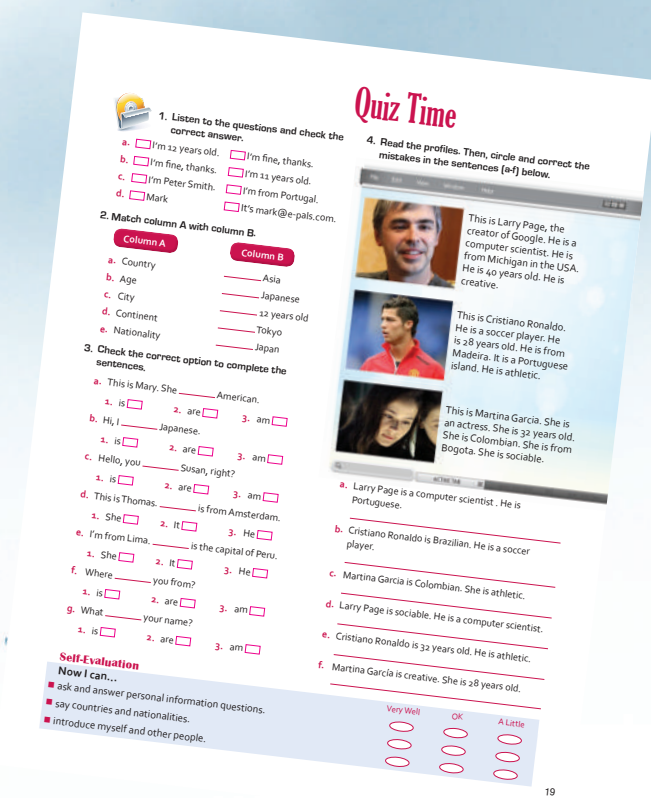 Quiz Time
1. Listen to the questions and check the
correct answer.
a. I'm 12 years old. I'm fine, thanks.
b. I'm fine, thanks. I'm 11 years old.
c. I'm Peter Smith. I'm from Portugal.
d. Mark It's mark@e-pals.com.
2. Match column A with column B.
Column A Column B
a. Country ______ Asia
b. Age ______ Japanese
c. City ______ 12 years old
d. Continent ______ Tokyo
e. Nationality ______ Japan
3. Check the correct option to complete the
sentences.
a. This is Mary. She ______ American.
1. is 2. are 3. am
b. Hi, I ______ Japanese.
1. is 2. are 3. am
c. Hello, you ______ Susan, right?
1. is 2. are 3. am
d. This is Thomas. ______ is from Amsterdam.
1. She 2. It 3. He
e. I'm from Lima. ______ is the capital of Peru.
1. She 2. It 3. He
f. Where ______ you from?
1. is 2. are 3. am
g. What ______ your name?
1. is 2. are 3. am
4. Read the profiles. Then, circle and correct the
mistakes in the sentences (a-f) below.
This is Larry Page, the
creator of Google. He is a
computer scientist. He is
from Michigan in the USA.
He is 40 years old. He is
creative.
This is Cristiano Ronaldo.
He is a soccer player. He
is 28 years old. He is from
Madeira. It is a Portuguese
island. He is athletic.
This is Martina Garcia. She is
an actress. She is 32 years old.
She is Colombian. She is from
Bogota. She is sociable.
a. Larry Page is a computer scientist . He is
Portuguese.
b. Cristiano Ronaldo is Brazilian. He is a soccer
player.
c. Martina Garcia is Colombian. She is athletic.
d. Larry Page is sociable. He is a computer scientist.
e. Cristiano Ronaldo is 32 years old. He is athletic.
f. Martina García is creative. She is 28 years old.
Self-Evaluation
Now I can...
Very Well OK A Little
ask and answer personal information questions.
say countries and nationalities.
introduce myself and other people.
19